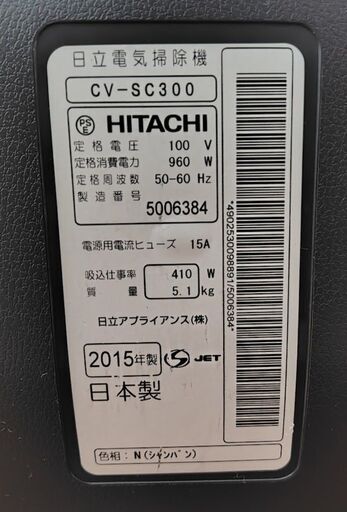 日立電気掃除機
CV-SC300
PS E HITACHI
定格電圧 100 V
定格消費電力 960 W
定格周波数 50-60 Hz
製造番号
5006384
電源用電流ヒューズ 15A
吸込仕事率 410 W
質量 5.1 kg
日立アプライアンス(株)
2015年製 S JET
日本製
色相：N(シャンパン)
*4902530098891/5006384*